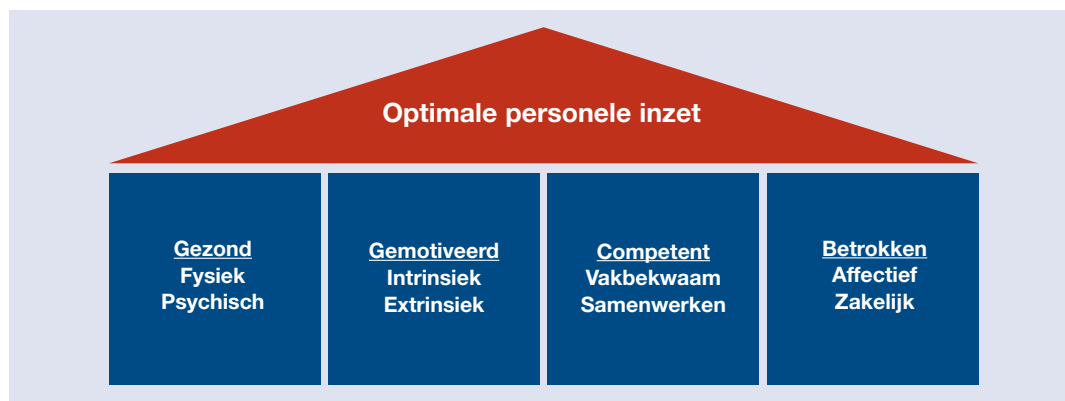 Optimale personele inzet
Gezond
Fysiek
Psychisch
Gemotiveerd
Intrinsiek
Extrinsiek
Competent
Vakbekwaam
Samenwerken
Betrokken
Affectief
Zakelijk